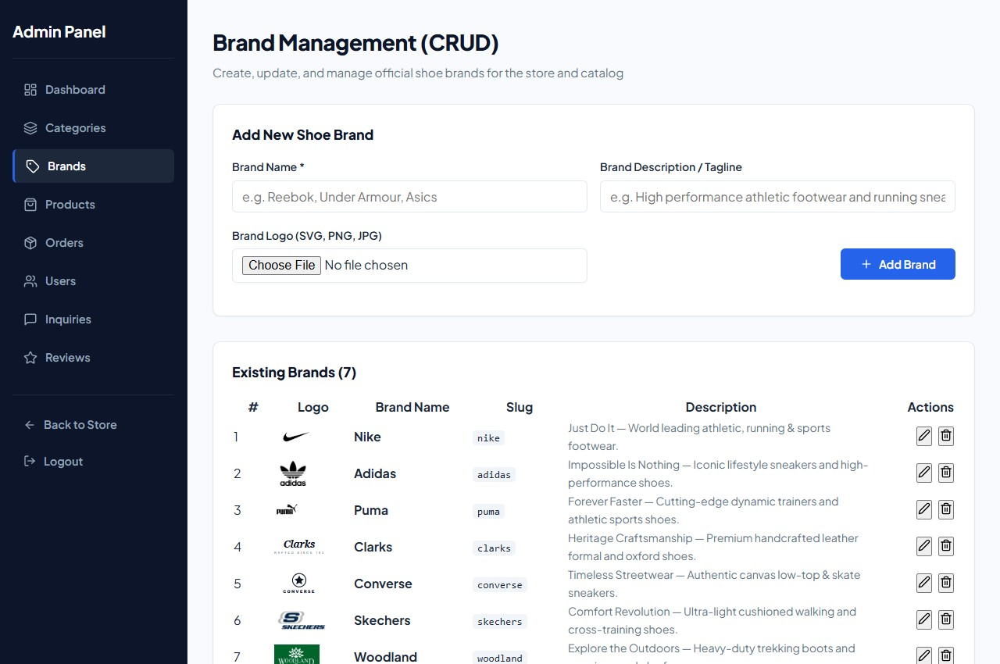 Admin Panel
Dashboard
Categories
Brands
Products
Orders
Users
Inquiries
Reviews
Back to Store
Logout
Brand Management (CRUD)
Create, update, and manage official shoe brands for the store and catalog
Add New Shoe Brand
Brand Name *
Brand Description / Tagline
e.g. Reebok, Under Armour, Asics
e.g. High performance athletic footwear and running snea
Brand Logo (SVG, PNG, JPG)
Choose File No file chosen
Add Brand
Existing Brands (7)
# Logo Brand Name Slug Description Actions
1 Nike nike Just Do It — World leading athletic, running & sports
footwear.
2 adidas Adidas adidas Impossible Is Nothing — Iconic lifestyle sneakers and high-
performance shoes.
3 PUMA Puma puma Forever Faster — Cutting-edge dynamic trainers and
athletic sports shoes.
4 Clarks Clarks clarks Heritage Craftsmanship — Premium handcrafted leather
formal and oxford shoes.
5 CONVERSE Converse converse Timeless Streetwear — Authentic canvas low-top & skate
sneakers.
6 SKECHERS Skechers skechers Comfort Revolution — Ultra-light cushioned walking and
cross-training shoes.
7 WOODLAND Woodland woodland Explore the Outdoors — Heavy-duty trekking boots and